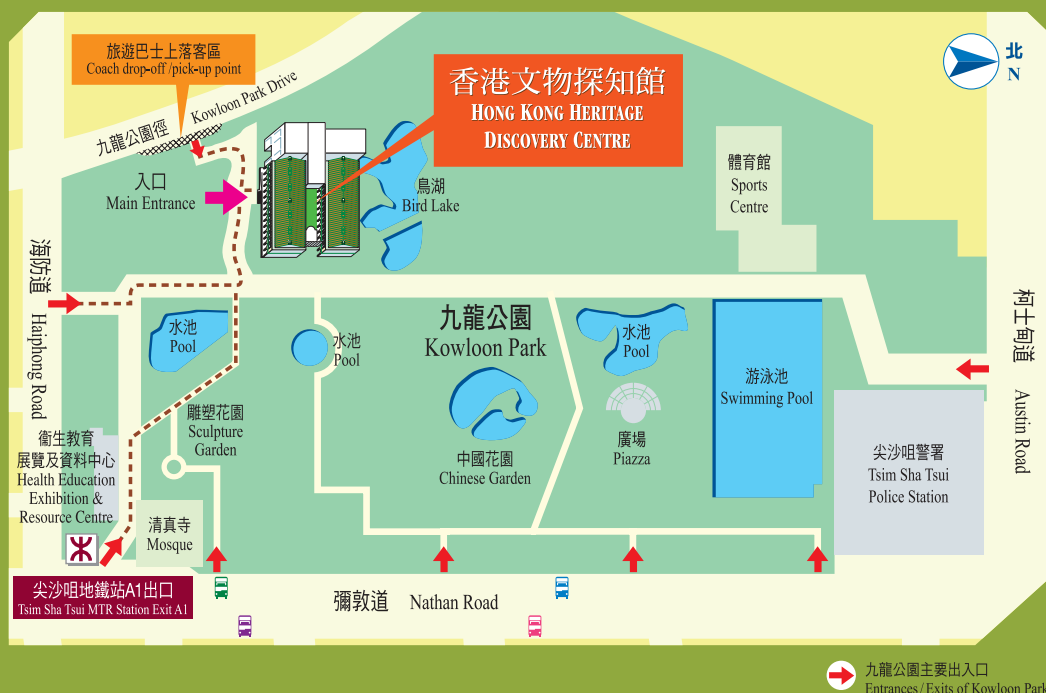 旅遊巴士上落客區
Coach drop-off /pick-up point
九龍公園徑 Kowloon Park Drive
香港文物探知館
HONG KONG HERITAGE
DISCOVERY CENTRE
北
N
入口
Main Entrance
鳥湖
Bird Lake
體育館
Sports
Centre
海防道 Haiphong Road
水池
Pool
水池
Pool
九龍公園
Kowloon Park
水池
Pool
游泳池
Swimming Pool
柯士甸道 Austin Road
雕塑花園
Sculpture
Garden
中國花園
Chinese Garden
廣場
Piazza
尖沙咀警署
Tsim Sha Tsui
Police Station
衞生教育
展覽及資料中心
Health Education
Exhibition &
Resource Centre
清真寺
Mosque
尖沙咀地鐵站A1出口
Tsim Sha Tsui MTR Station Exit A1
彌敦道 Nathan Road
九龍公園主要出入口
Entrances / Exits of Kowloon Park